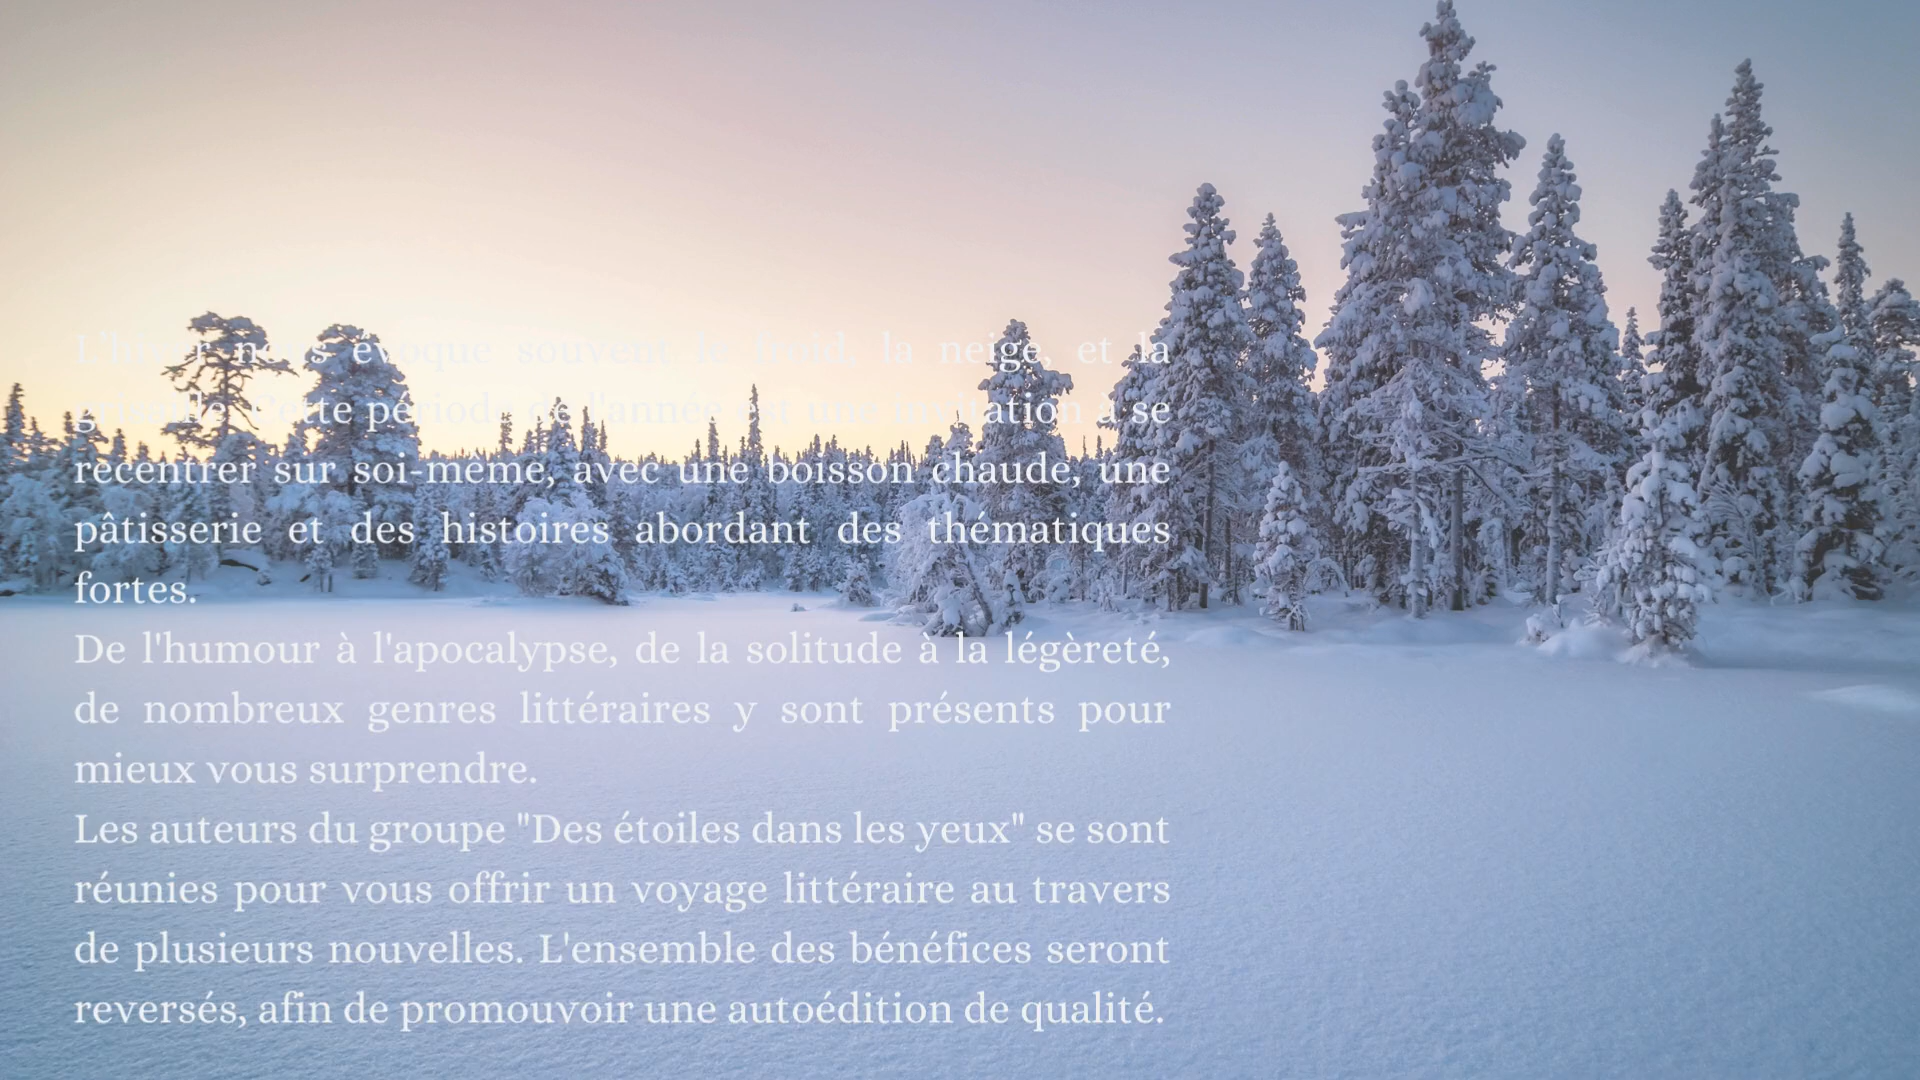 L'hiver nous évoque souvent le froid, la neige, et la
grisaille. Cette période de l'année est une invitation à se
recentrer sur soi-même, avec une boisson chaude, une
pâtisserie et des histoires abordant des thématiques
fortes.
De l'humour à l'apocalypse, de la solitude à la légèreté,
de nombreux genres littéraires y sont présents pour
mieux vous surprendre.
Les auteurs du groupe "Des étoiles dans les yeux" se sont
réunies pour vous offrir un voyage littéraire au travers
de plusieurs nouvelles. L'ensemble des bénéfices seront
reversés, afin de promouvoir une autoédition de qualité.